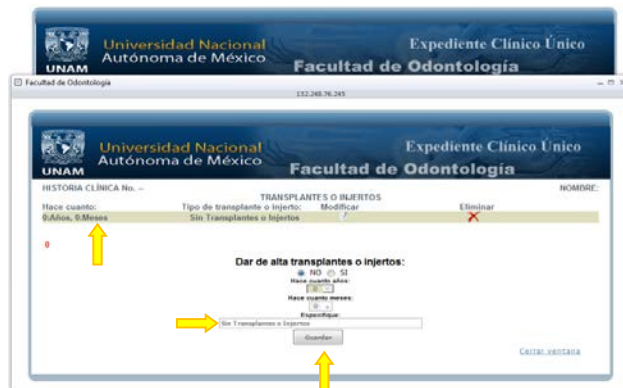 Universidad Nacional
Autónoma de México
Expediente Clínico Único
Facultad de Odontología
UNAM
Facultad de Odontología
132.248.76.245
Universidad Nacional
Autónoma de México
Expediente Clínico Único
Facultad de Odontología
UNAM
HISTORIA CLÍNICA No. --
NOMBRE:
TRANSPLANTES O INJERTOS
Hace cuanto: Tipo de transplante o injerto: Modificar Eliminar
0:Años, 0:Meses Sin Transplantes o Injertos
0
Dar de alta transplantes o injertos:
NO SI
Hace cuanto años:
0
Hace cuanto meses:
0
Especifique:
Sin Transplantes o Injertos
Guardar
Cerrar ventana